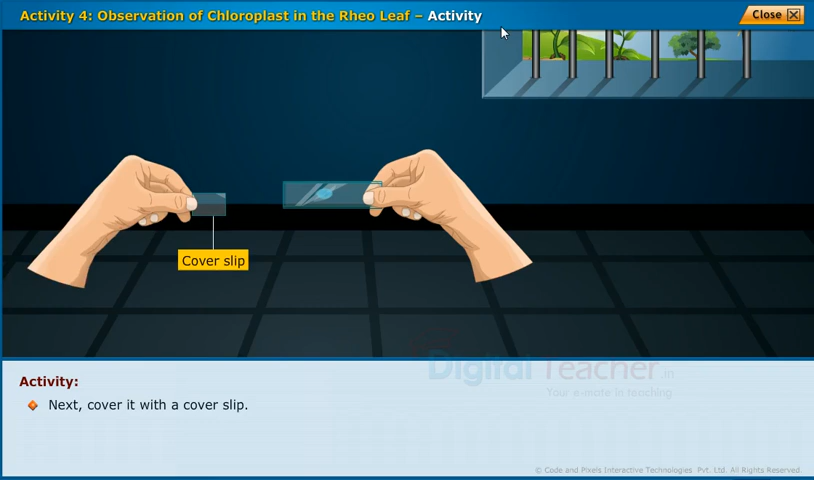 Activity 4: Observation of Chloroplast in the Rheo Leaf – Activity
Close
Cover slip
Digital Teacher.in
Your e-mate in teaching
Activity:
Next, cover it with a cover slip.
© Code and Pixels Interactive Technologies Pvt. Ltd. All Rights Reserved.